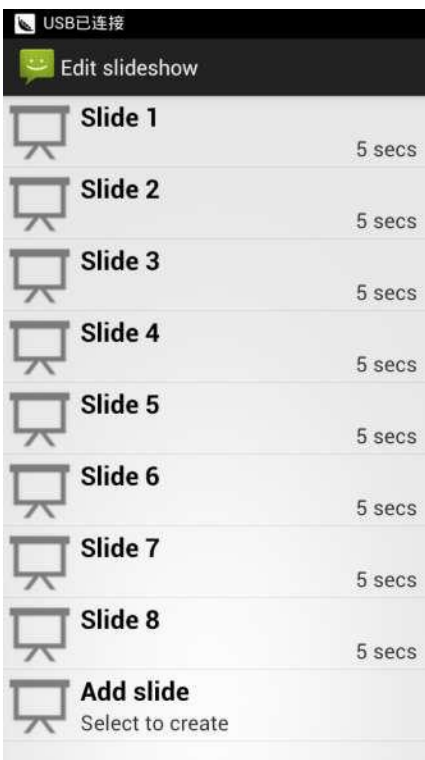 USB已连接
Edit slideshow
Slide 1
5 secs
Slide 2
5 secs
Slide 3
5 secs
Slide 4
5 secs
Slide 5
5 secs
Slide 6
5 secs
Slide 7
5 secs
Slide 8
5 secs
Add slide
Select to create